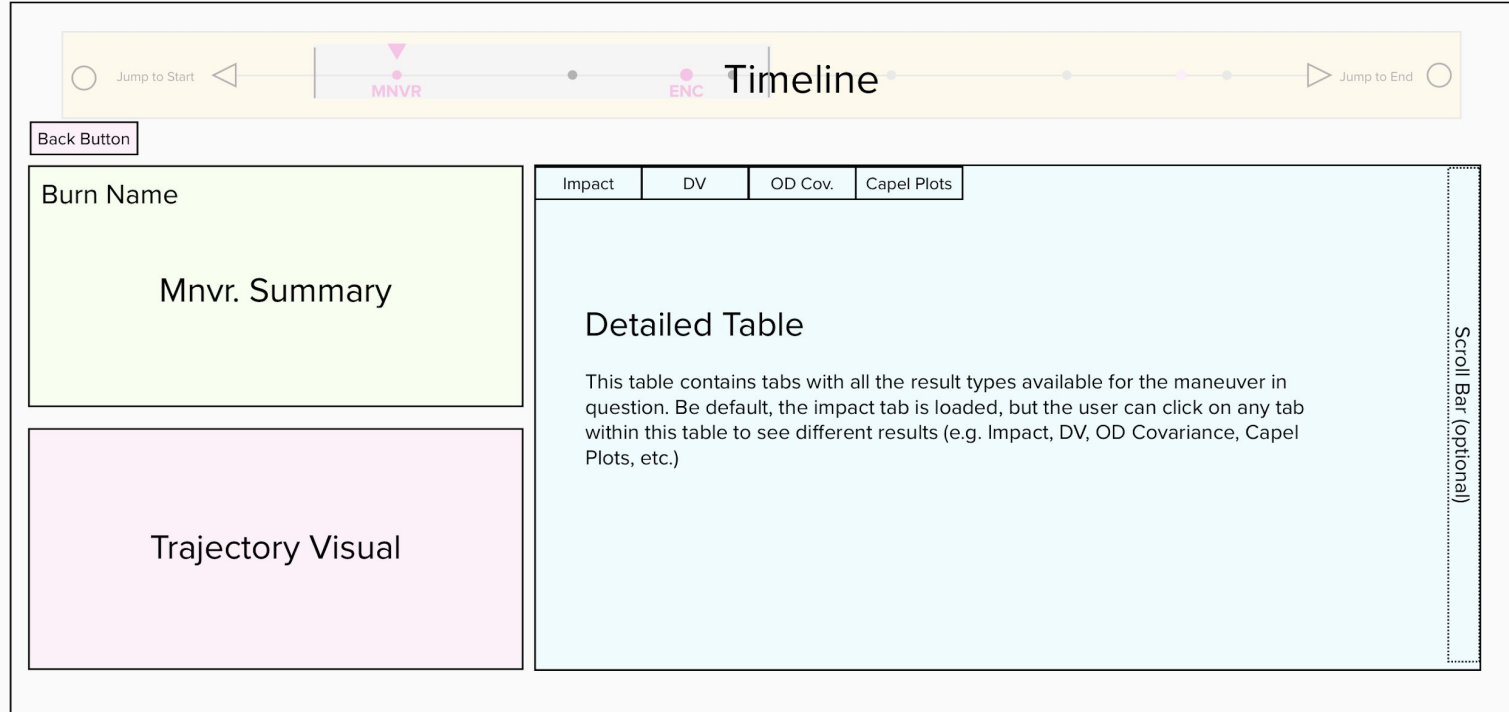 Timeline
Jump to Start
MNVR
ENC
Jump to End
Back Button
Burn Name
Mnvr. Summary
Trajectory Visual
Impact
DV
OD Cov.
Capel Plots
Detailed Table
This table contains tabs with all the result types available for the maneuver in
question. Be default, the impact tab is loaded, but the user can click on any tab
within this table to see different results (e.g. Impact, DV, OD Covariance, Capel
Plots, etc.)
Scroll Bar (optional)